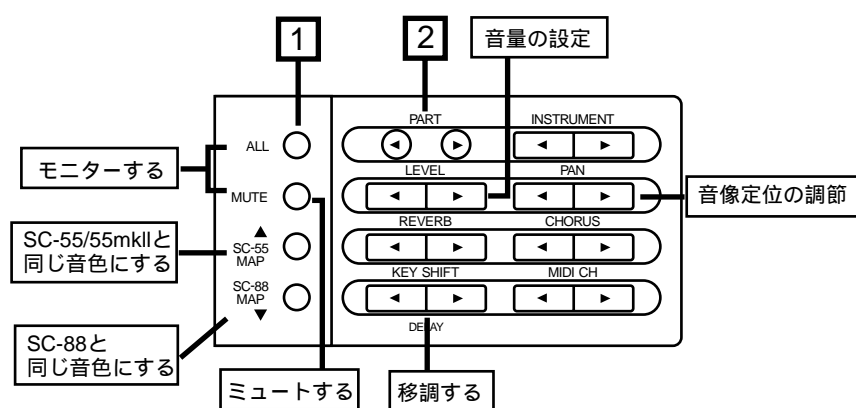 1
2
音量の設定
PART
INSTRUMENT
ALL
モニターする
LEVEL
PAN
MUTE
音像定位の調節
SC-55/55mkIIと
同じ音色にする
REVERB
CHORUS
SC-55
MAP
KEY SHIFT
MIDI CH
SC-88
MAP
DELAY
SC-88と
同じ音色にする
ミュートする
移調する